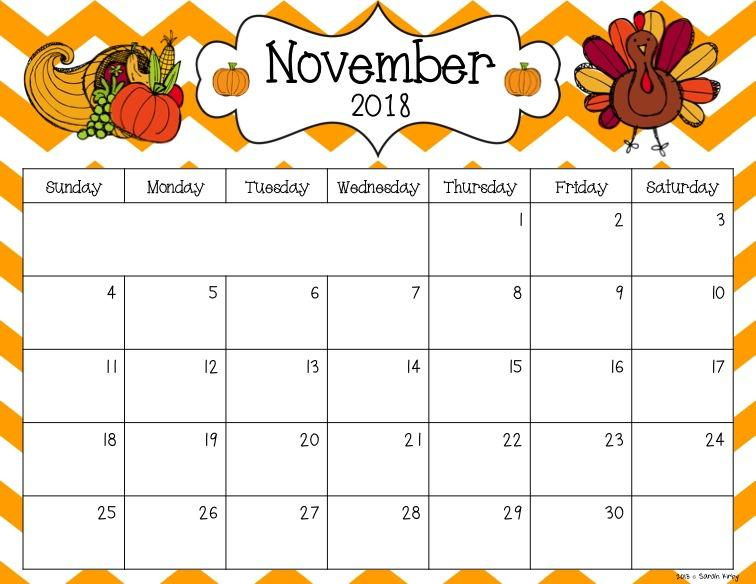 November
2018
Sunday Monday Tuesday Wednesday Thursday Friday Saturday
1 2 3
4 5 6 7 8 9 10
11 12 13 14 15 16 17
18 19 20 21 22 23 24
25 26 27 28 29 30
2013 © Sarah Kirby